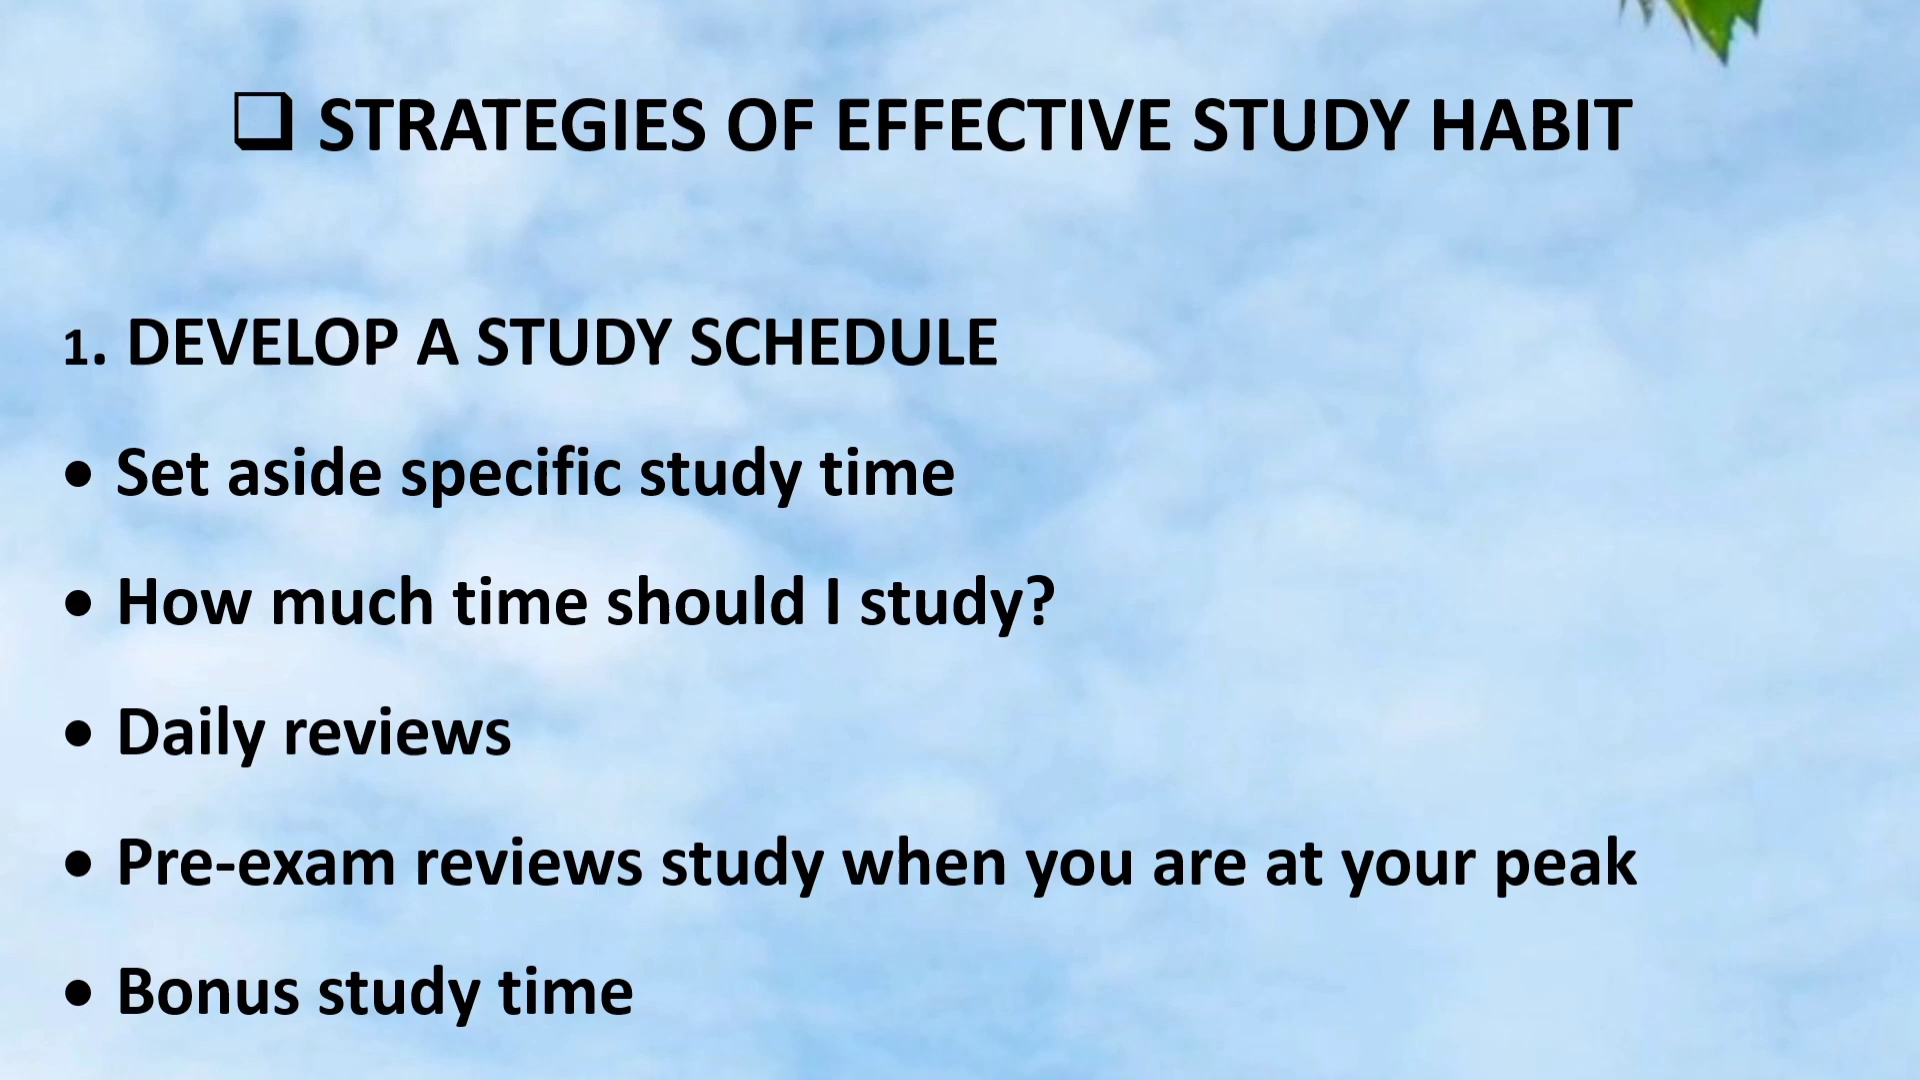 ❑ STRATEGIES OF EFFECTIVE STUDY HABIT
1. DEVELOP A STUDY SCHEDULE
• Set aside specific study time
• How much time should I study?
• Daily reviews
• Pre-exam reviews study when you are at your peak
• Bonus study time